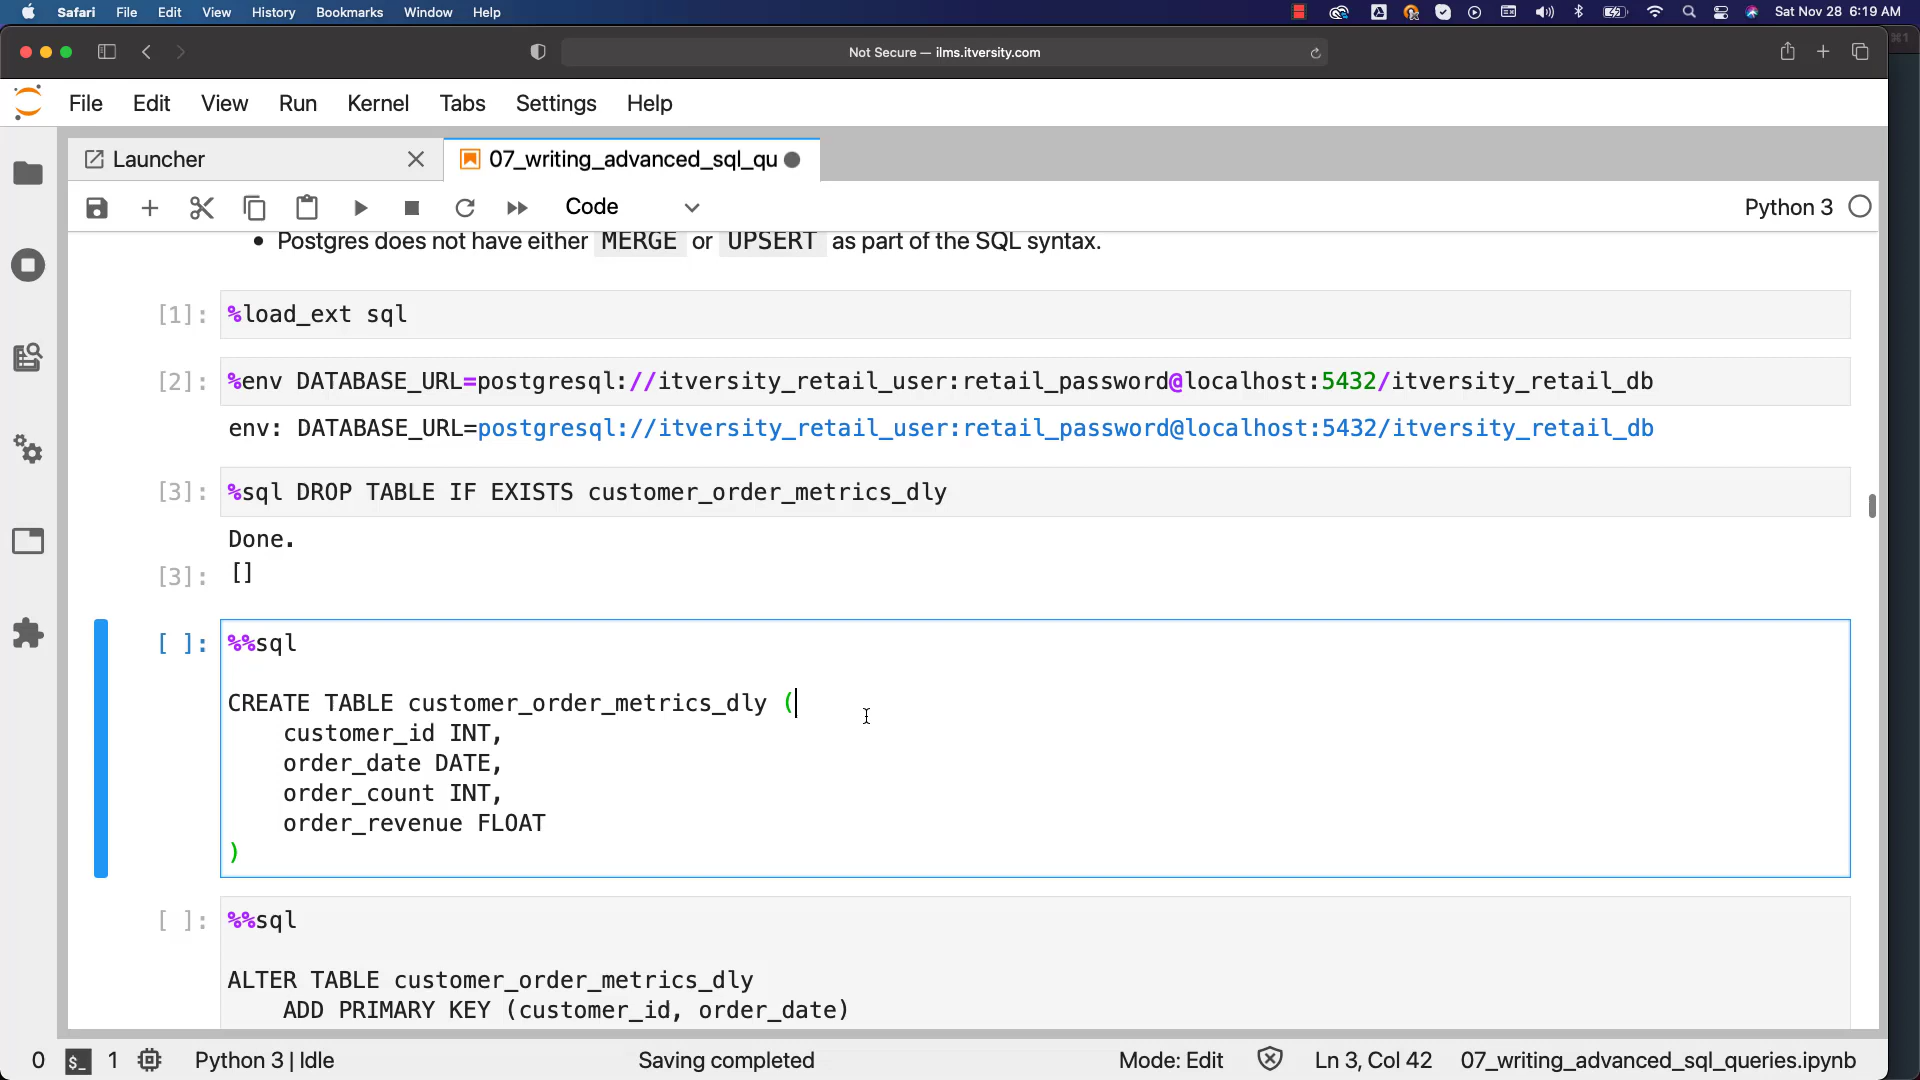 Safari File Edit View History Bookmarks Window Help Sat Nov 28 6:19 AM
Not Secure — ilms.itversity.com
⌘1
File Edit View Run Kernel Tabs Settings Help
Launcher 07_writing_advanced_sql_qu
Code Python 3
• Postgres does not have either MERGE or UPSERT as part of the SQL syntax.
[1]: %load_ext sql
[2]: %env DATABASE_URL=postgresql://itversity_retail_user:retail_password@localhost:5432/itversity_retail_db
env: DATABASE_URL=postgresql://itversity_retail_user:retail_password@localhost:5432/itversity_retail_db
[3]: %sql DROP TABLE IF EXISTS customer_order_metrics_dly
Done.
[3]: []
[ ]: %%sql
CREATE TABLE customer_order_metrics_dly (
customer_id INT,
order_date DATE,
order_count INT,
order_revenue FLOAT
)
[ ]: %%sql
ALTER TABLE customer_order_metrics_dly
ADD PRIMARY KEY (customer_id, order_date)
0 $_ 1 Python 3 | Idle Saving completed Mode: Edit Ln 3, Col 42 07_writing_advanced_sql_queries.ipynb